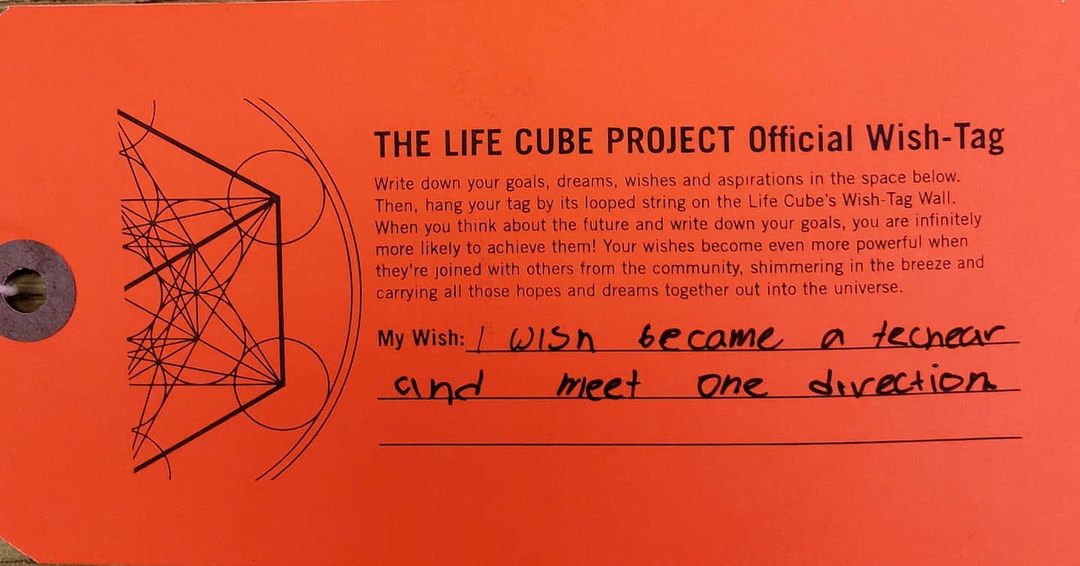 THE LIFE CUBE PROJECT Official Wish-Tag
Write down your goals, dreams, wishes and aspirations in the space below.
Then, hang your tag by its looped string on the Life Cube's Wish-Tag Wall.
When you think about the future and write down your goals, you are infinitely
more likely to achieve them! Your wishes become even more powerful when
they're joined with others from the community, shimmering in the breeze and
carrying all those hopes and dreams together out into the universe.
My Wish: I wish became a techear
and meet one direction